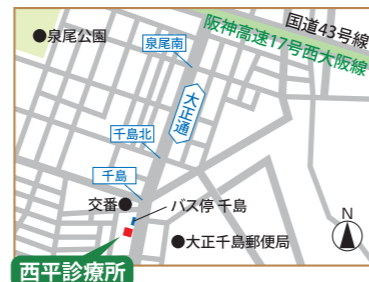 国道43号線
阪神高速17号西大阪線
泉尾公園
泉尾南
大正通
千島北
千島
交番
バス停 千島
大正千島郵便局
N
西平診療所